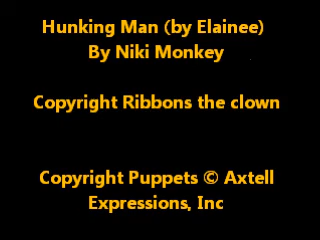 Hunking Man (by Elainee)
By Niki Monkey
Copyright Ribbons the clown
Copyright Puppets © Axtell
Expressions, Inc